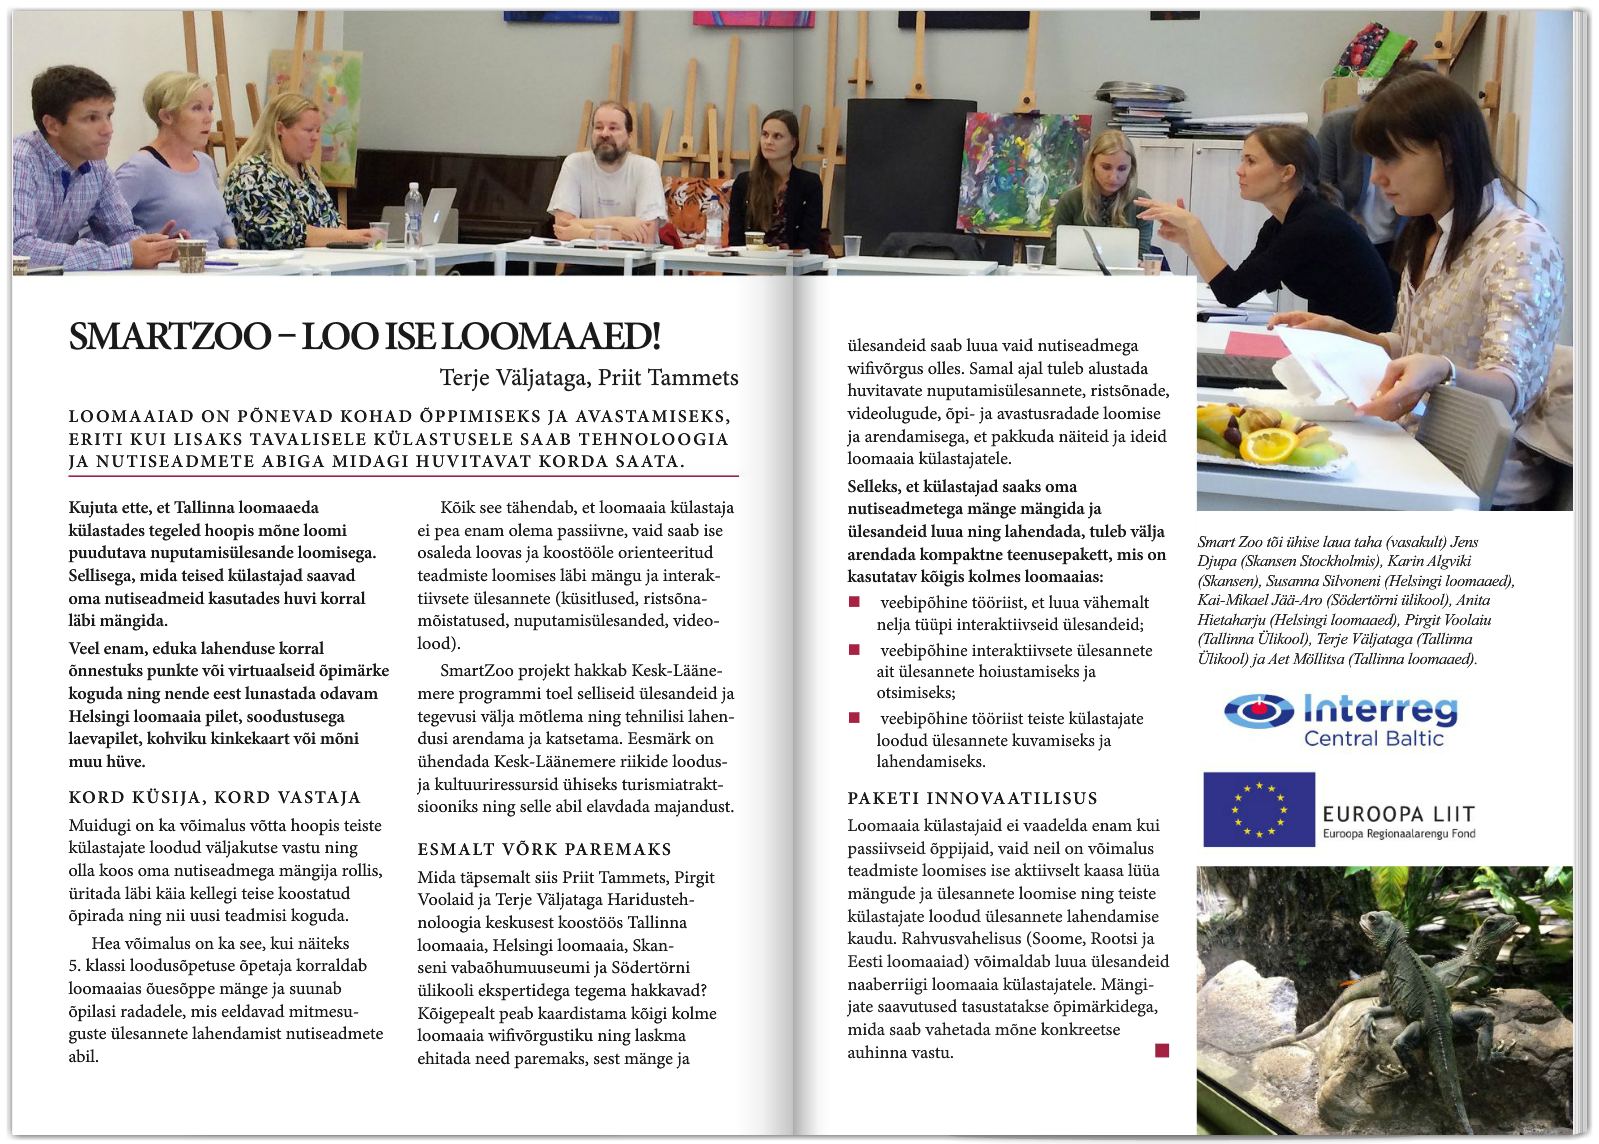 SMARTZOO – LOO ISE LOOMAAED!
Terje Väljataga, Priit Tammets
LOOMAAIAD ON PÕNEVAD KOHAD ÕPPIMISEKS JA AVASTAMISEKS,
ERITI KUI LISAKS TAVALISELE KÜLASTUSELE SAAB TEHNOLOOGIA
JA NUTISEADMETE ABIGA MIDAGI HUVITAVAT KORDA SAATA.
Kujuta ette, et Tallinna loomaaeda
külastades tegeled hoopis mõne loomi
puudutava nuputamisülesande loomisega.
Sellisega, mida teised külastajad saavad
oma nutiseadmeid kasutades huvi korral
läbi mängida.
Veel enam, eduka lahenduse korral
õnnestuks punkte või virtuaalseid õpimärke
koguda ning nende eest lunastada odavam
Helsingi loomaaia pilet, soodustusega
laevapilet, kohviku kinkekaart või mõni
muu hüve.
KORD KÜSIJA, KORD VASTAJA
Muidugi on ka võimalus võtta hoopis teiste
külastajate loodud väljakutse vastu ning
olla koos oma nutiseadmega mängija rollis,
üritada läbi käia kellegi teise koostatud
õpirada ning nii uusi teadmisi koguda.
Hea võimalus on ka see, kui näiteks
5. klassi loodusõpetuse õpetaja korraldab
loomaaias õuesõppe mänge ja suunab
õpilasi radadele, mis eeldavad mitmesu-
guste ülesannete lahendamist nutiseadmete
abil.
Kõik see tähendab, et loomaaia külastaja
ei pea enam olema passiivne, vaid saab ise
osaleda loovas ja koostööle orienteeritud
teadmiste loomises läbi mängu ja interak-
tiivsete ülesannete (küsitlused, ristsõna-
mõistatused, nuputamisülesanded, video-
lood).
SmartZoo projekt hakkab Kesk-Lääne-
mere programmi toel selliseid ülesandeid ja
tegevusi välja mõtlema ning tehnilisi lahen-
dusi arendama ja katsetama. Eesmärk on
ühendada Kesk-Läänemere riikide loodus-
ja kultuuriressursid ühiseks turismiatrakt-
siooniks ning selle abil elavdada majandust.
ESMALT VÕRK PAREMAKS
Mida täpsemalt siis Priit Tammets, Pirgit
Voolaid ja Terje Väljataga Haridusteh-
noloogia keskusest koostöös Tallinna
loomaaia, Helsingi loomaaia, Skan-
seni vabaõhumuuseumi ja Södertörni
ülikooli ekspertidega tegema hakkavad?
Kõigepealt peab kaardistama kõigi kolme
loomaaia wifivõrgustiku ning laskma
ehitada need paremaks, sest mänge ja
ülesandeid saab luua vaid nutiseadmega
wifivõrgus olles. Samal ajal tuleb alustada
huvitavate nuputamisülesannete, ristsõnade,
videolugude, õpi- ja avastusradade loomise
ja arendamisega, et pakkuda näiteid ja ideid
loomaaia külastajatele.
Selleks, et külastajad saaks oma
nutiseadmetega mänge mängida ja
ülesandeid luua ning lahendada, tuleb välja
arendada kompaktne teenusepakett, mis on
kasutatav kõigis kolmes loomaaias:
veebipõhine tööriist, et luua vähemalt
nelja tüüpi interaktiivseid ülesandeid;
veebipõhine interaktiivsete ülesannete
ait ülesannete hoiustamiseks ja
otsimiseks;
veebipõhine tööriist teiste külastajate
loodud ülesannete kuvamiseks ja
lahendamiseks.
PAKETI INNOVAATILISUS
Loomaaia külastajaid ei vaadelda enam kui
passiivseid õppijaid, vaid neil on võimalus
teadmiste loomises ise aktiivselt kaasa lüüa
mängude ja ülesannete loomise ning teiste
külastajate loodud ülesannete lahendamise
kaudu. Rahvusvahelisus (Soome, Rootsi ja
Eesti loomaaiad) võimaldab luua ülesandeid
naaberriigi loomaaia külastajatele. Mängi-
jate saavutused tasustatakse õpimärkidega,
mida saab vahetada mõne konkreetse
auhinna vastu.
Smart Zoo tõi ühise laua taha (vasakult) Jens
Djupa (Skansen Stockholmis), Karin Algviki
(Skansen), Susanna Silvoneni (Helsingi loomaaed),
Kai-Mikael Jää-Aro (Södertörni ülikool), Anita
Hietaharju (Helsingi loomaaed), Pirgit Voolaiu
(Tallinna Ülikool), Terje Väljataga (Tallinna
Ülikool) ja Aet Möllitsa (Tallinna loomaaed).
Interreg
Central Baltic
EUROOPA LIIT
Euroopa Regionaalarengu Fond